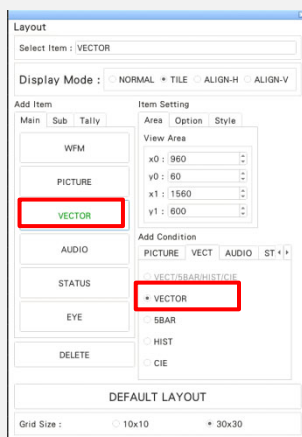 Layout
Select Item : VECTOR
Display Mode : NORMAL TILE ALIGN-H ALIGN-V
Add Item
Main Sub Tally
WFM
PICTURE
VECTOR
AUDIO
STATUS
EYE
DELETE
Item Setting
Area Option Style
View Area
x0 : 960
y0 : 60
x1 : 1560
y1 : 600
Add Condition
PICTURE VECT AUDIO ST
VECT/5BAR/HIST/CIE
VECTOR
5BAR
HIST
CIE
DEFAULT LAYOUT
Grid Size : 10x10 30x30